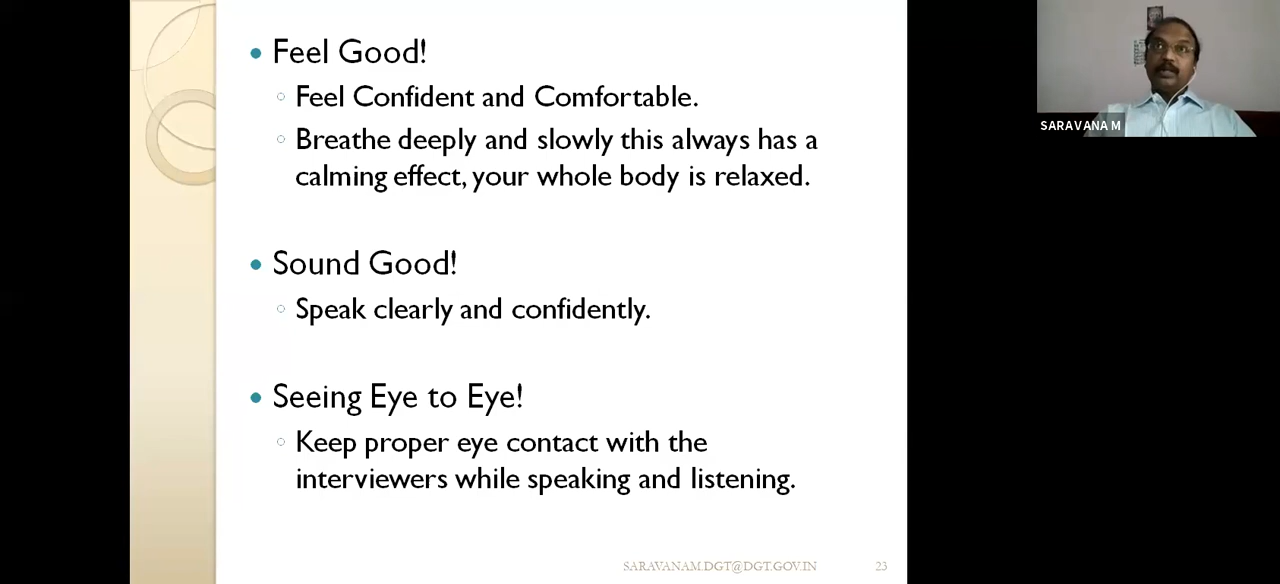 Feel Good!
Feel Confident and Comfortable.
Breathe deeply and slowly this always has a
calming effect, your whole body is relaxed.
Sound Good!
Speak clearly and confidently.
Seeing Eye to Eye!
Keep proper eye contact with the
interviewers while speaking and listening.
SARAVANAM.DGT@DGT.GOV.IN
23
SARAVANA M